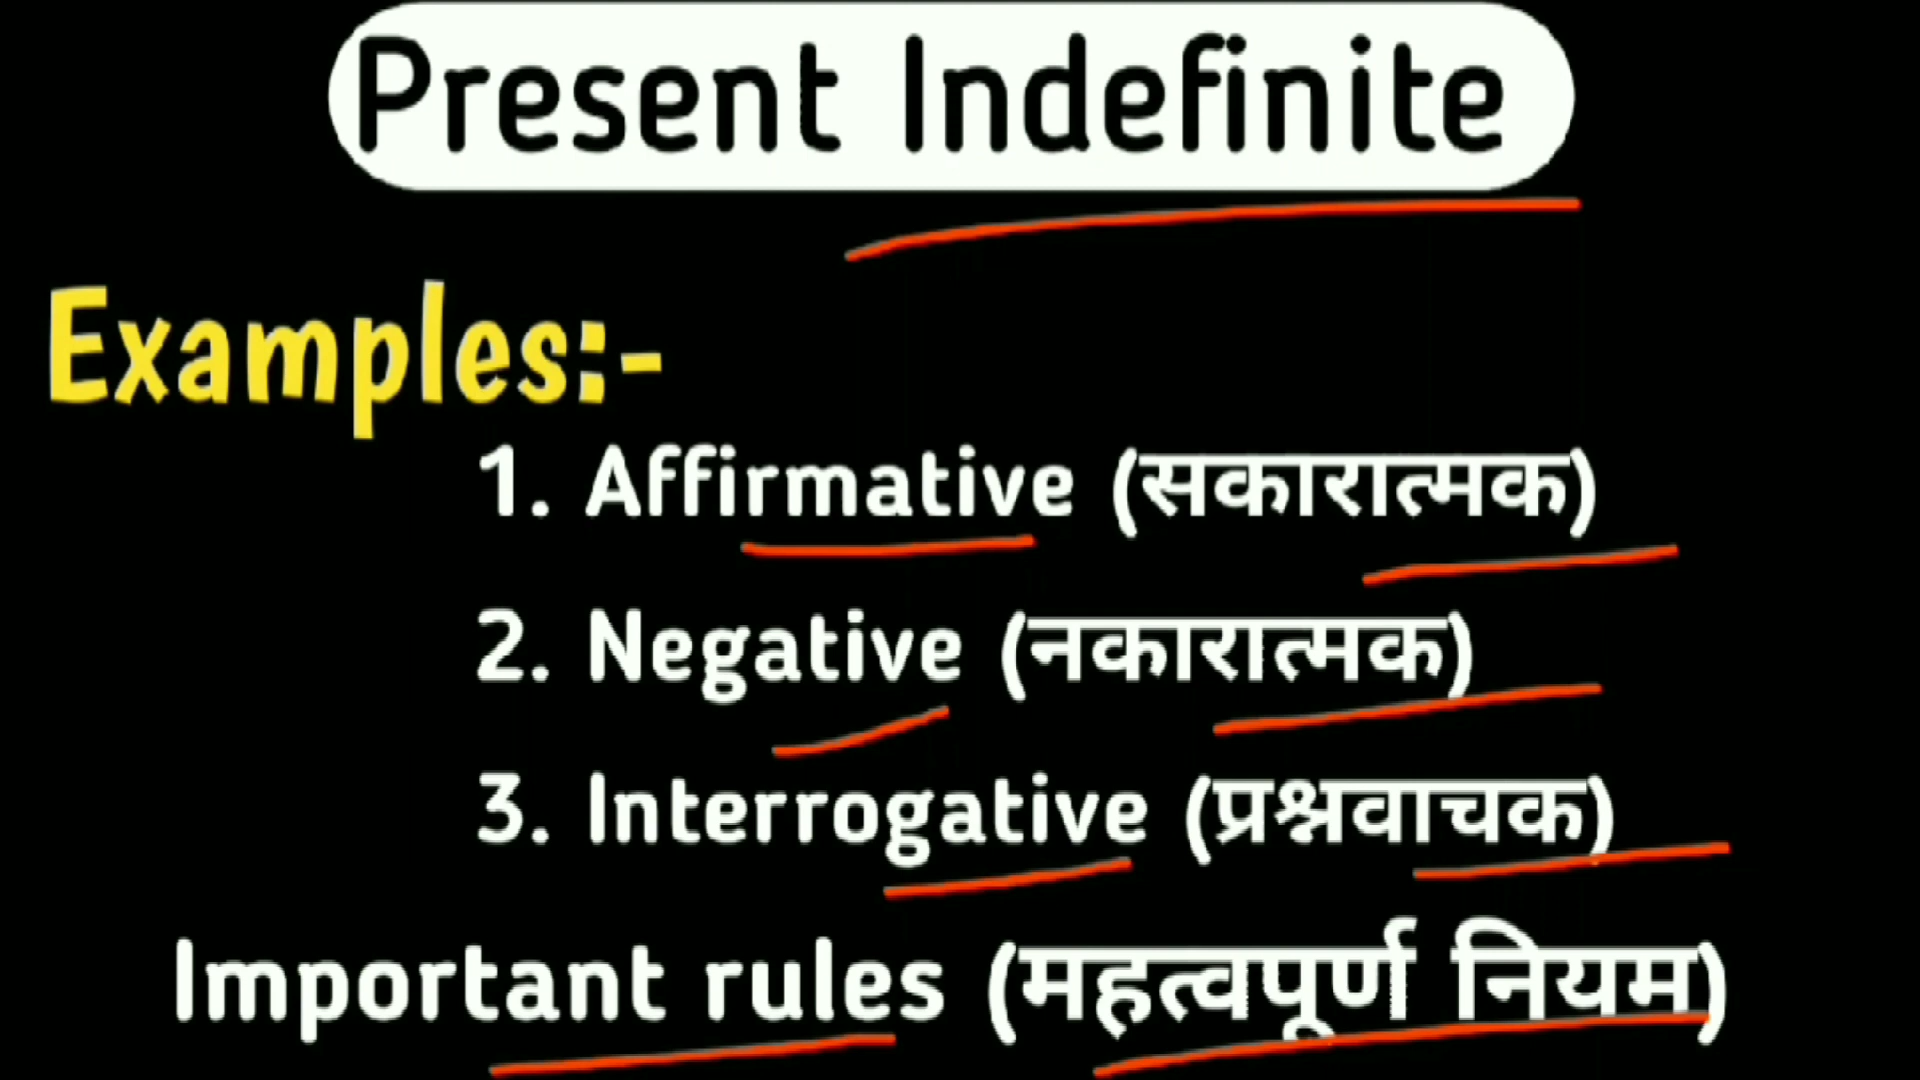 Present Indefinite
Examples:-
1. Affirmative (सकारात्मक)
2. Negative (नकारात्मक)
3. Interrogative (प्रश्नवाचक)
Important rules (महत्वपूर्ण नियम)